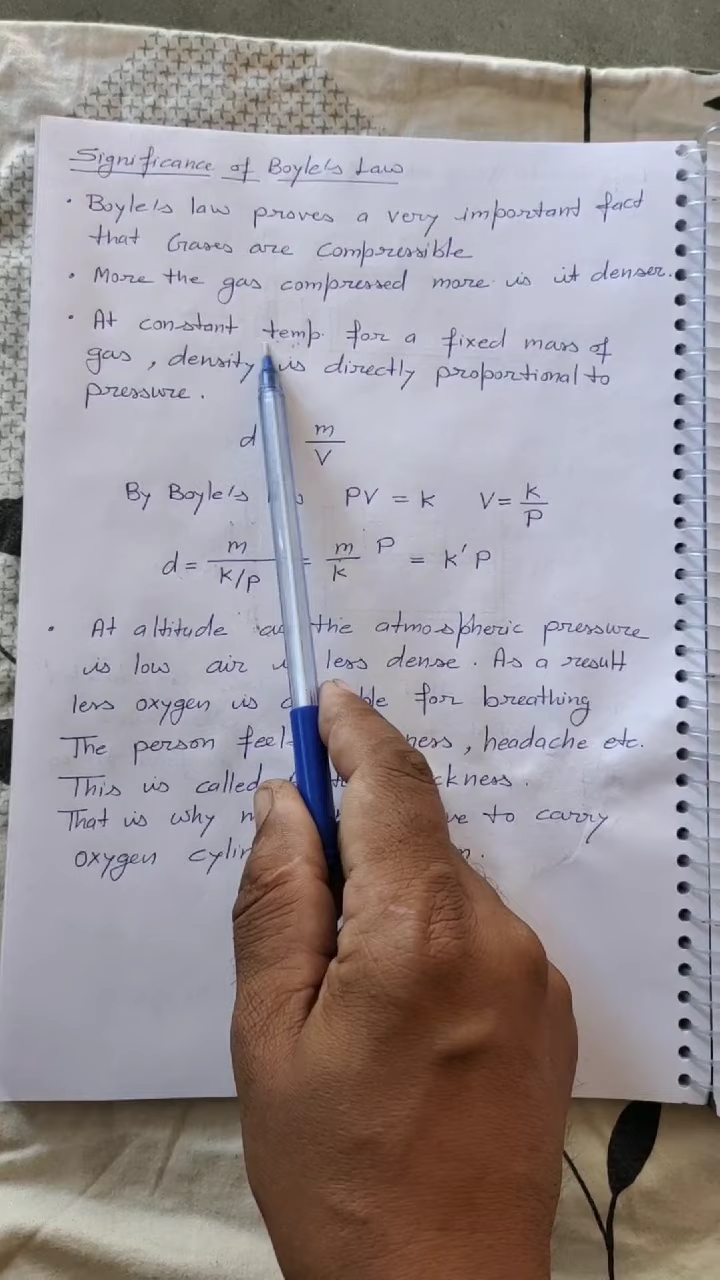 Significance of Boyle's Law
• Boyle's law proves a very important fact
that Gases are compressible
• More the gas compressed more is it denser.
• At constant temp. for a fixed mass of
gas, density is directly proportional to
pressure.
d m/V
By Boyle's PV = K V = K/P
d = m/(K/P) = m/K P = K'P
• At altitude the atmospheric pressure
is low air less dense. As a result
less oxygen is for breathing
The person headache etc.
This is called
That is why to carry
oxygen